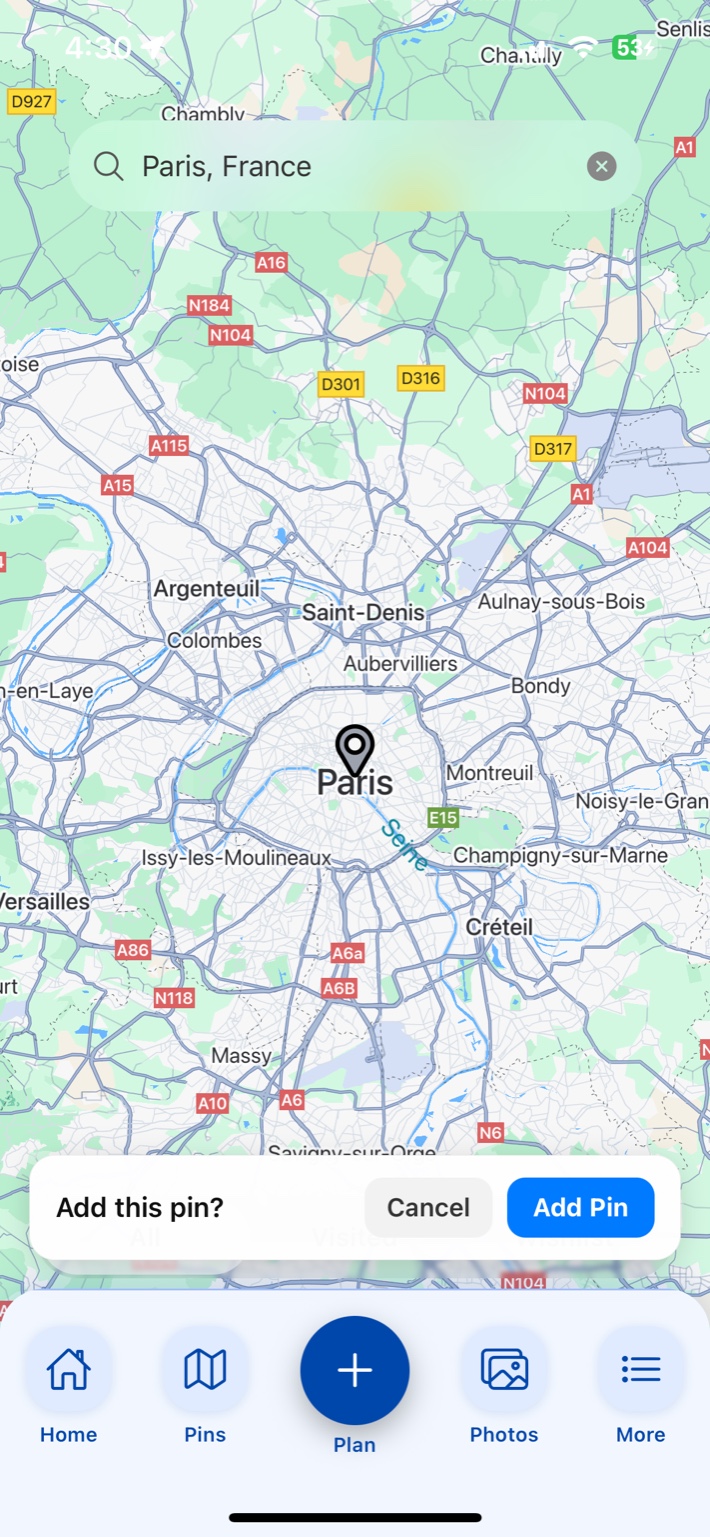 4:30
Chantilly
Senlis
53
D927
Chambly
A1
Paris, France
A16
N184
N104
oise
D301
D316
N104
A115
D317
A15
A1
A104
Argenteuil
Aulnay-sous-Bois
Saint-Denis
Colombes
Aubervilliers
n-en-Laye
Bondy
Paris
Montreuil
Noisy-le-Gran
E15
Seine
Issy-les-Moulineaux
Champigny-sur-Marne
Versailles
Créteil
A86
A6a
urt
A6B
N118
N
Massy
A10
A6
N6
Savigny-sur-Orge
Add this pin?
Cancel
Add Pin
All
Visited
N104
Home
Pins
Plan
Photos
More